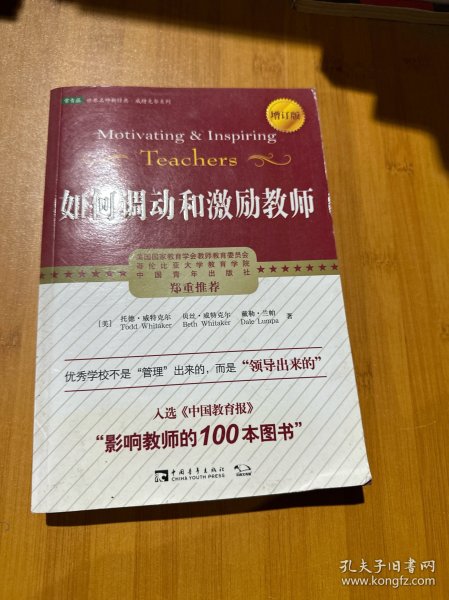 常青藤 世界名师新经典·威特克尔系列
增订版
Motivating & Inspiring
Teachers
如何调动和激励教师
美国国家教育学会教师教育委员会
哥伦比亚大学教育学院
中国青年出版社
郑重推荐
[美] 托德·威特克尔 贝丝·威特克尔 戴勒·兰帕 著
Todd Whitaker Beth Whitaker Dale Lumpa
优秀学校不是“管理”出来的，而是“领导出来的”
入选《中国教育报》
“影响教师的100本图书”
中国青年出版社
CHINA YOUTH PRESS
孔夫子旧书网
www.kongfz.com